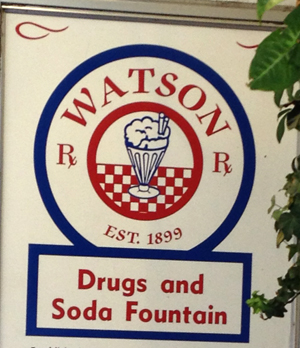 WATSON
℞ ℞
EST. 1899
Drugs and
Soda Fountain